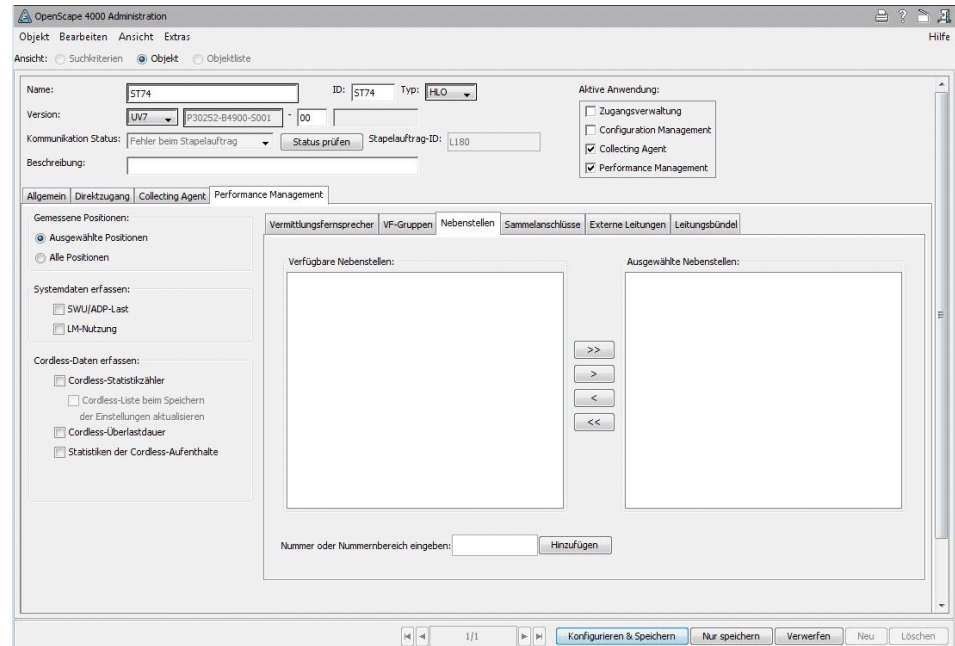 OpenScape 4000 Administration
Objekt Bearbeiten Ansicht Extras Hilfe
Ansicht: Suchkriterien Objekt Objektliste
Name: ST74 ID: ST74 Typ: HLO Aktive Anwendung:
Zugangsverwaltung
Version: UV7 P302S2-B4900-S001 - 00
Configuration Management
Kommunikation Status: Fehler beim Stapelauftrag Status prüfen Stapelauftrag-ID: L180
Collecting Agent
Beschreibung:
Performance Management
Allgemein Direktzugang Collecting Agent Performance Management
Gemessene Positionen:
Ausgewählte Positionen
Alle Positionen
Systemdaten erfassen:
SWU/ADP-Last
LM-Nutzung
Cordless-Daten erfassen:
Cordless-Statistikzähler
Cordless-Liste beim Speichern
der Einstellungen aktualisieren
Cordless-Überlastdauer
Statistiken der Cordless-Aufenthalte
Vermittlungsfernsprecher VF-Gruppen Nebenstellen Sammelanschlüsse Externe Leitungen Leitungsbündel
Verfügbare Nebenstellen: Ausgewählte Nebenstellen:
>>
>
<
<<
Nummer oder Nummernbereich eingeben: Hinzufügen
1/1 Konfigurieren & Speichern Nur speichern Verwerfen Neu Löschen